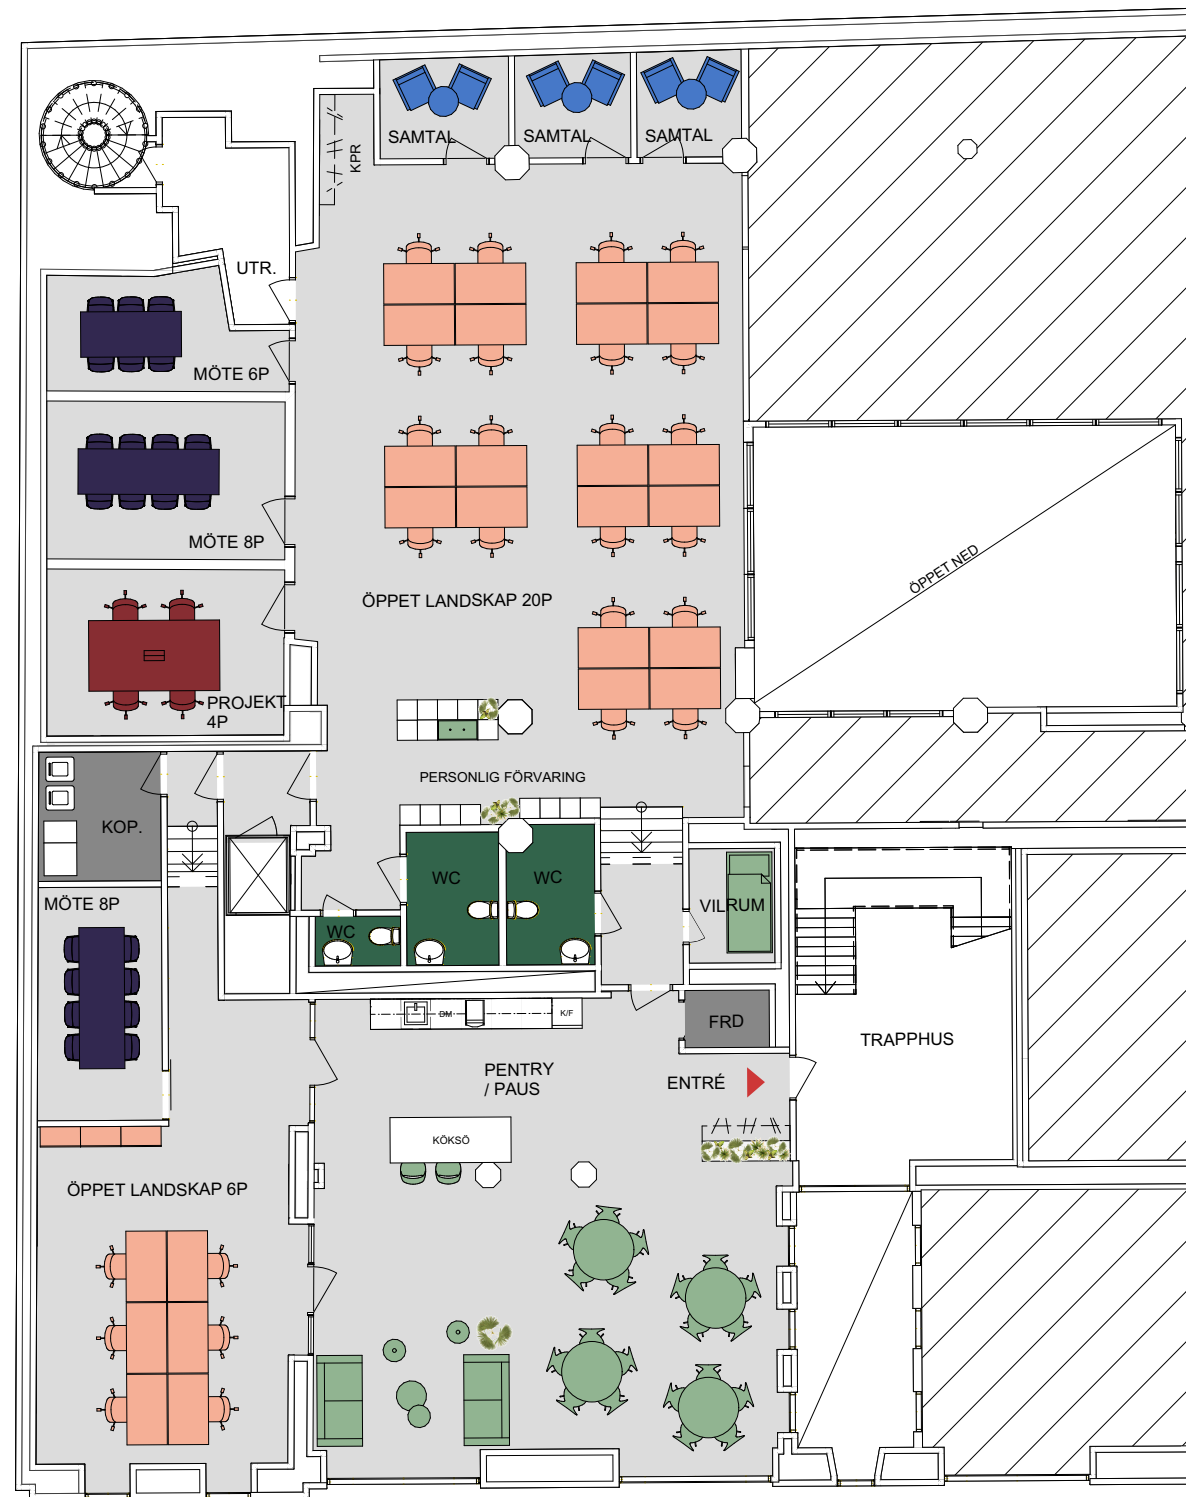 SAMTAL
SAMTAL
SAMTAL
KPR
UTR.
MÖTE 6P
MÖTE 8P
ÖPPET NED
ÖPPET LANDSKAP 20P
PROJEKT
4P
PERSONLIG FÖRVARING
KOP.
WC
WC
MÖTE 8P
VILRUM
WC
DM
K/F
FRD
TRAPPHUS
PENTRY
/ PAUS
ENTRÉ
KÖKSÖ
ÖPPET LANDSKAP 6P